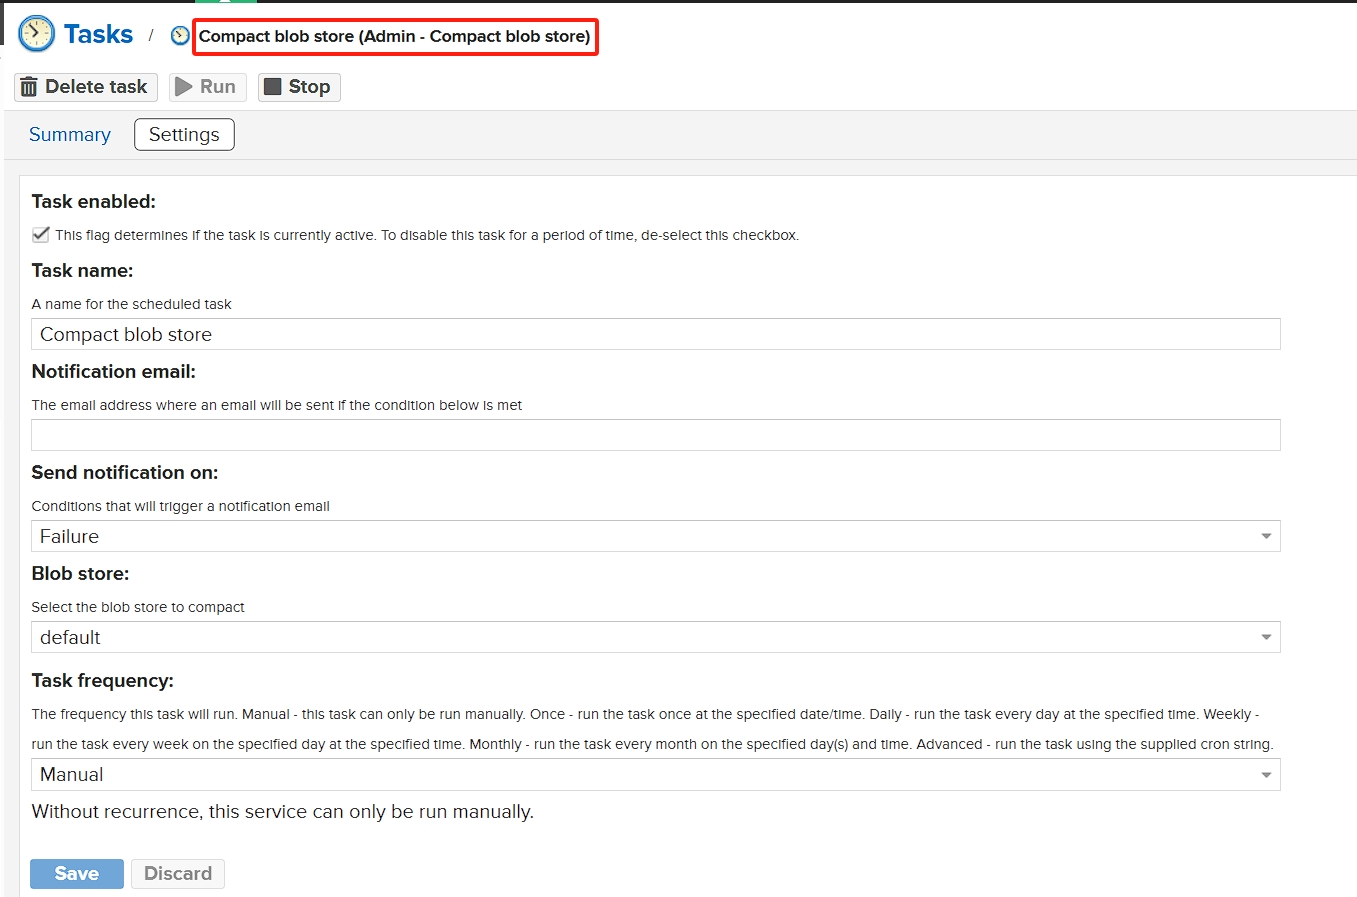 Tasks / Compact blob store (Admin - Compact blob store)
Delete task Run Stop
Summary Settings
Task enabled:
This flag determines if the task is currently active. To disable this task for a period of time, de-select this checkbox.
Task name:
A name for the scheduled task
Compact blob store
Notification email:
The email address where an email will be sent if the condition below is met
Send notification on:
Conditions that will trigger a notification email
Failure
Blob store:
Select the blob store to compact
default
Task frequency:
The frequency this task will run. Manual - this task can only be run manually. Once - run the task once at the specified date/time. Daily - run the task every day at the specified time. Weekly -
run the task every week on the specified day at the specified time. Monthly - run the task every month on the specified day(s) and time. Advanced - run the task using the supplied cron string.
Manual
Without recurrence, this service can only be run manually.
Save Discard